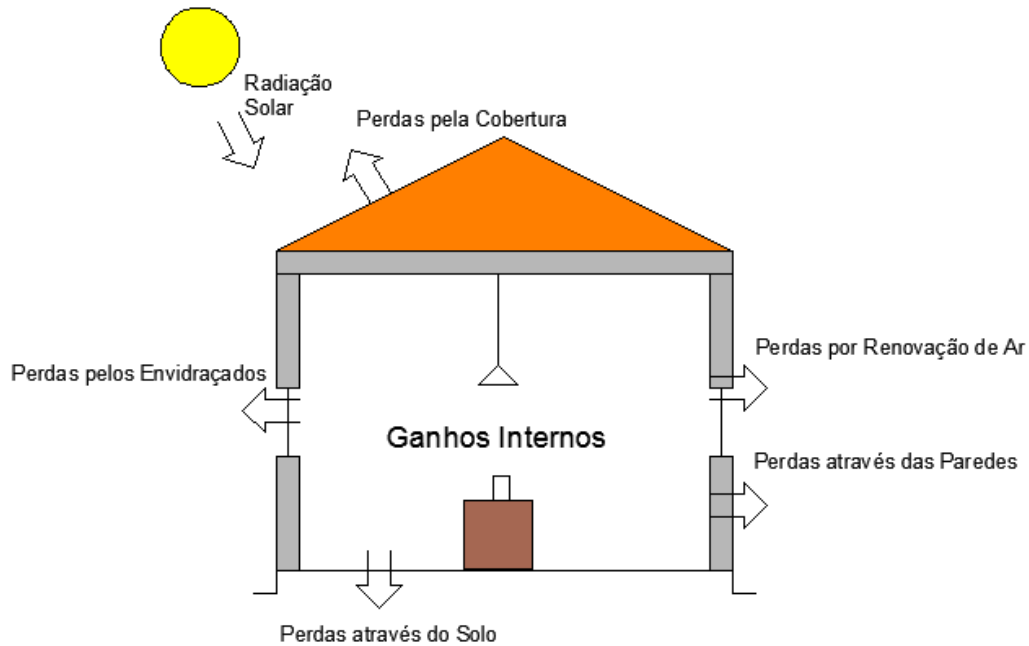 Radiação
Solar
Perdas pela Cobertura
Perdas por Renovação de Ar
Perdas pelos Envidraçados
Ganhos Internos
Perdas através das Paredes
Perdas através do Solo